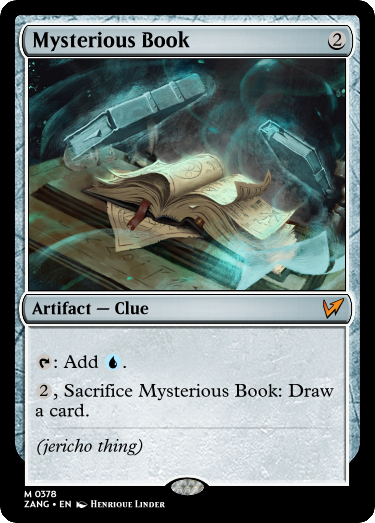 Mysterious Book 2
Artifact — Clue
: Add .
2, Sacrifice Mysterious Book: Draw
a card.
(jericho thing)
M 0378
ZANG • EN Henrique Linder